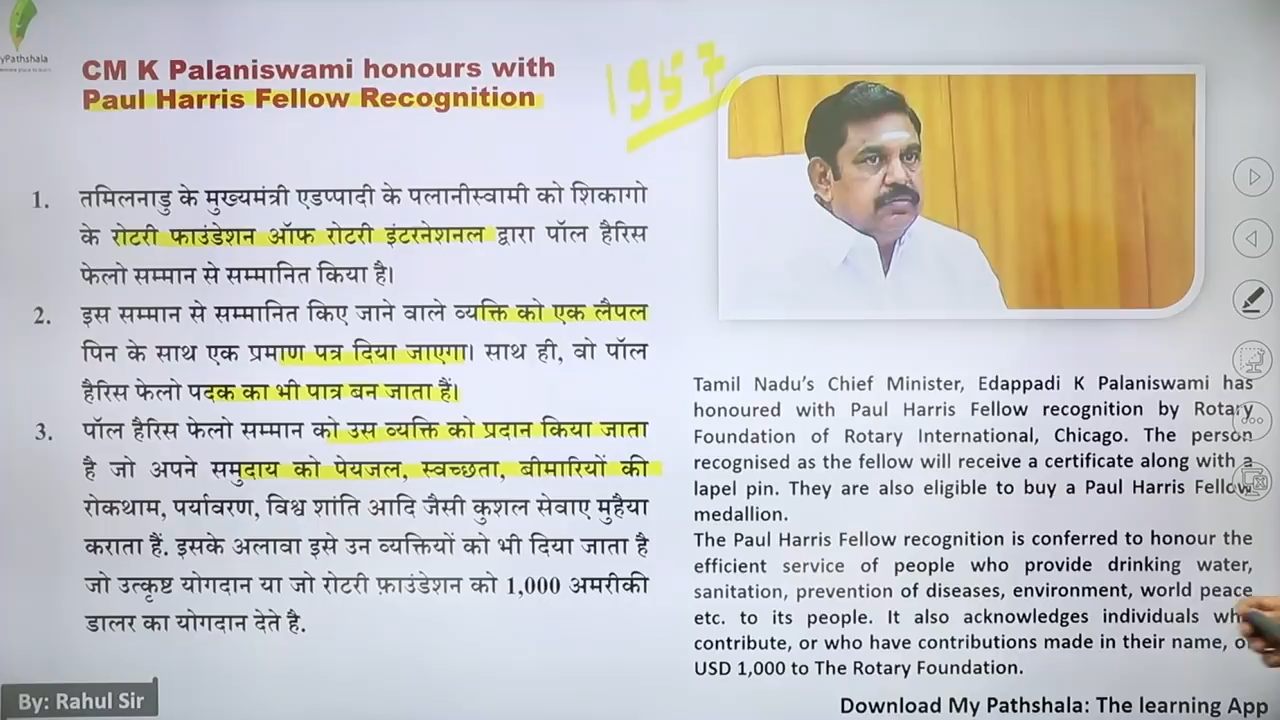 yPathshala
CM K Palaniswami honours with
Paul Harris Fellow Recognition
1957
1. तमिलनाडु के मुख्यमंत्री एडप्पादी के पलानीस्वामी को शिकागो
के रोटरी फाउंडेशन ऑफ रोटरी इंटरनेशनल द्वारा पॉल हैरिस
फेलो सम्मान से सम्मानित किया है।
2. इस सम्मान से सम्मानित किए जाने वाले व्यक्ति को एक लैपल
पिन के साथ एक प्रमाण पत्र दिया जाएगा। साथ ही, वो पॉल
हैरिस फेलो पदक का भी पात्र बन जाता हैं।
3. पॉल हैरिस फेलो सम्मान को उस व्यक्ति को प्रदान किया जाता
है जो अपने समुदाय को पेयजल, स्वच्छता, बीमारियों की
रोकथाम, पर्यावरण, विश्व शांति आदि जैसी कुशल सेवाए मुहैया
कराता हैं. इसके अलावा इसे उन व्यक्तियों को भी दिया जाता है
जो उत्कृष्ट योगदान या जो रोटरी फ़ाउंडेशन को 1,000 अमरीकी
डालर का योगदान देते है.
Tamil Nadu's Chief Minister, Edappadi K Palaniswami has
honoured with Paul Harris Fellow recognition by Rotary
Foundation of Rotary International, Chicago. The person
recognised as the fellow will receive a certificate along with a
lapel pin. They are also eligible to buy a Paul Harris Fellow
medallion.
The Paul Harris Fellow recognition is conferred to honour the
efficient service of people who provide drinking water,
sanitation, prevention of diseases, environment, world peace
etc. to its people. It also acknowledges individuals wh
contribute, or who have contributions made in their name, o
USD 1,000 to The Rotary Foundation.
By: Rahul Sir
Download My Pathshala: The learning App